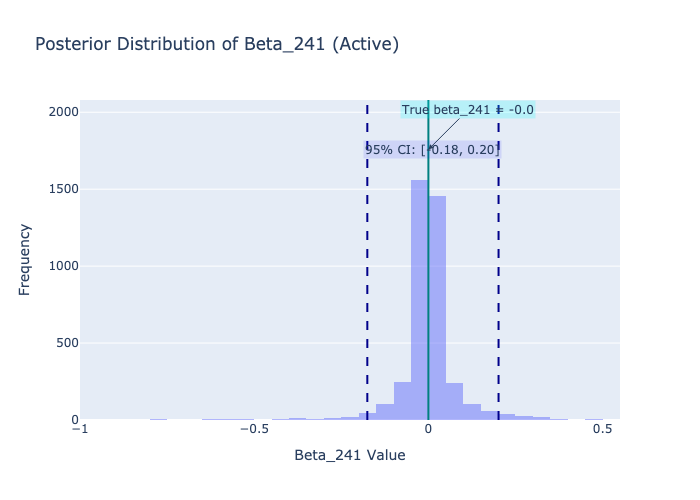 Posterior Distribution of Beta_241 (Active)
2000
True beta_241 = -0.0
95% CI: [-0.18, 0.20]
1500
1000
500
0
Frequency
−1
−0.5
0
0.5
Beta_241 Value